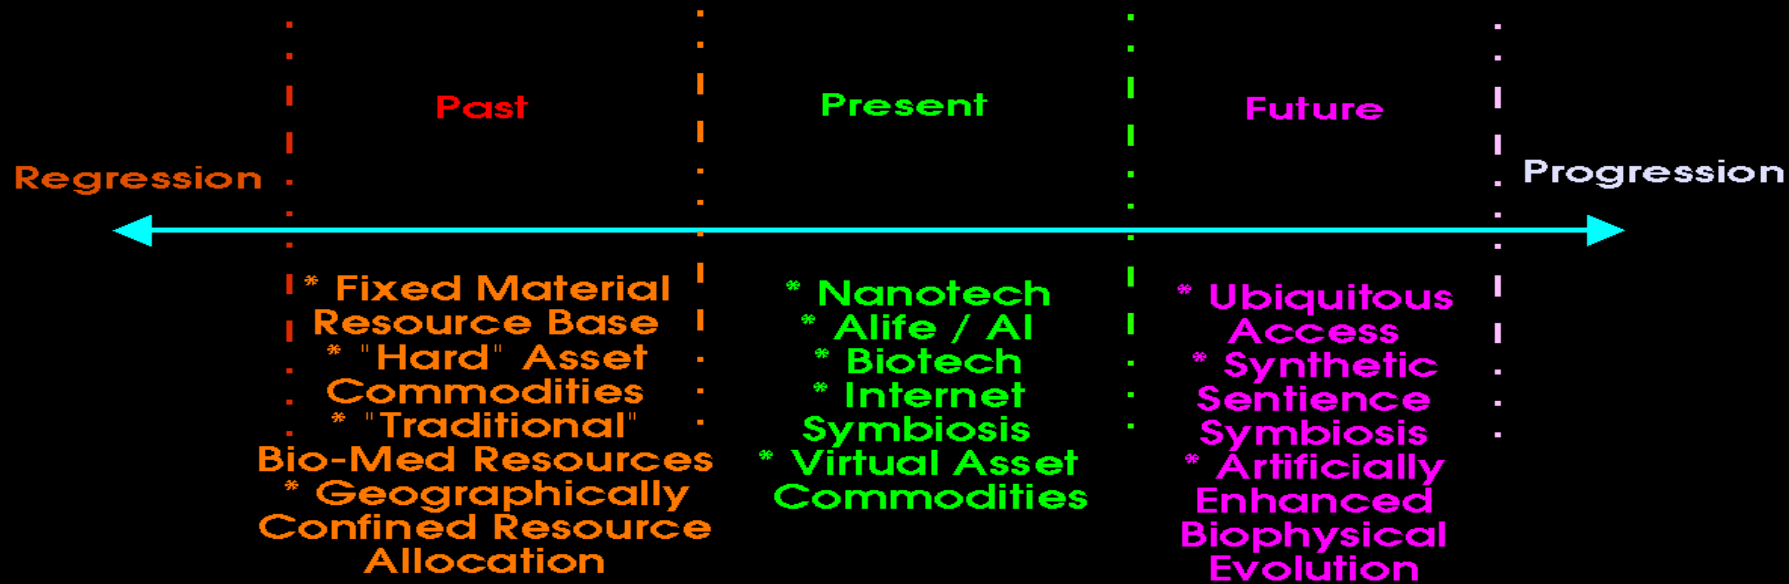 Past
Present
Future
Regression
Progression
* Fixed Material
Resource Base
* "Hard" Asset
Commodities
* "Traditional"
Bio-Med Resources
* Geographically
Confined Resource
Allocation
* Nanotech
* Alife / AI
* Biotech
* Internet
Symbiosis
* Virtual Asset
Commodities
* Ubiquitous
Access
* Synthetic
Sentience
Symbiosis
* Artificially
Enhanced
Biophysical
Evolution